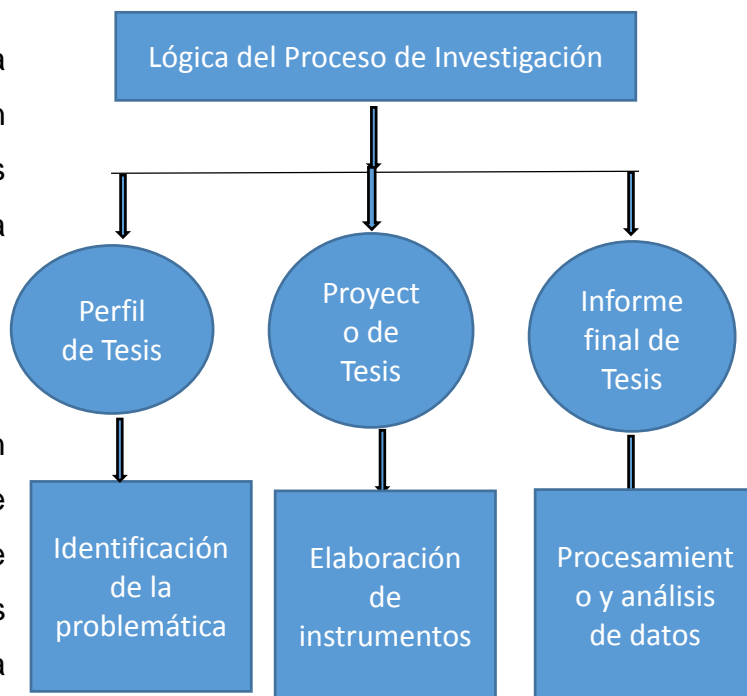 Lógica del Proceso de Investigación
a
n
s
a
Perfil
de Tesis
Proyect
o de
Tesis
Informe
final de
Tesis
n
e
e
s
a
Identificación
de la
problemática
Elaboración
de
instrumentos
Procesamient
o y análisis
de datos